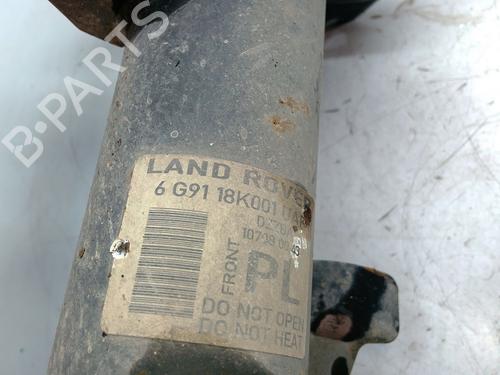 B-PARTS
LAND ROVER
6 G91 18K001
FRONT
PL
DO NOT OPEN
DO NOT HEAT